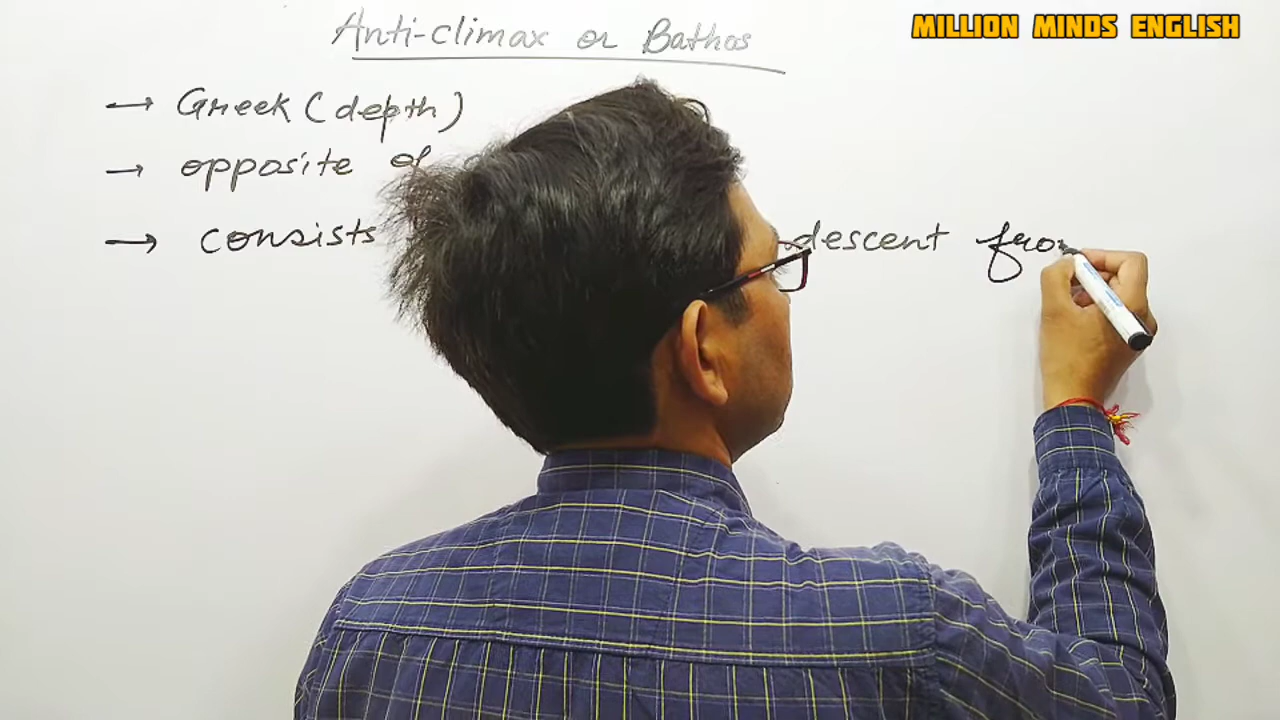 Anti-climax or Bathos
MILLION MINDS ENGLISH
→ Greek (depth)
→ opposite of
→ consists descent from